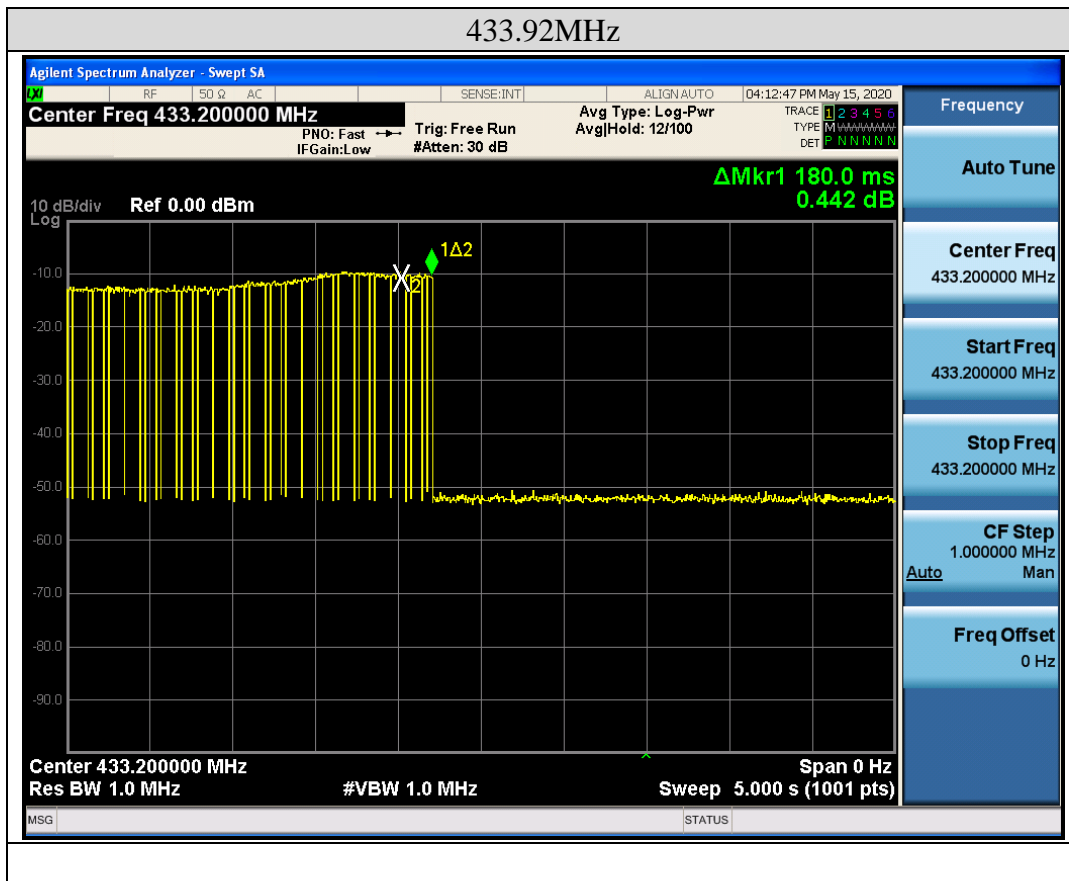 433.92MHz
Agilent Spectrum Analyzer - Swept SA
LXI RF 50 Ω AC SENSE:INT ALIGN AUTO 04:12:47 PM May 15, 2020
Center Freq 433.200000 MHz
PNO: Fast
IFGain:Low
Trig: Free Run
#Atten: 30 dB
Avg Type: Log-Pwr
Avg|Hold: 12/100
TRACE 1 2 3 4 5 6
TYPE M
DET P N N N N N
ΔMkr1 180.0 ms
0.442 dB
10 dB/div Ref 0.00 dBm
Log
1Δ2
2
-10.0
-20.0
-30.0
-40.0
-50.0
-60.0
-70.0
-80.0
-90.0
Center 433.200000 MHz Span 0 Hz
Res BW 1.0 MHz #VBW 1.0 MHz Sweep 5.000 s (1001 pts)
MSG STATUS
Frequency
Auto Tune
Center Freq
433.200000 MHz
Start Freq
433.200000 MHz
Stop Freq
433.200000 MHz
CF Step
1.000000 MHz
Auto Man
Freq Offset
0 Hz